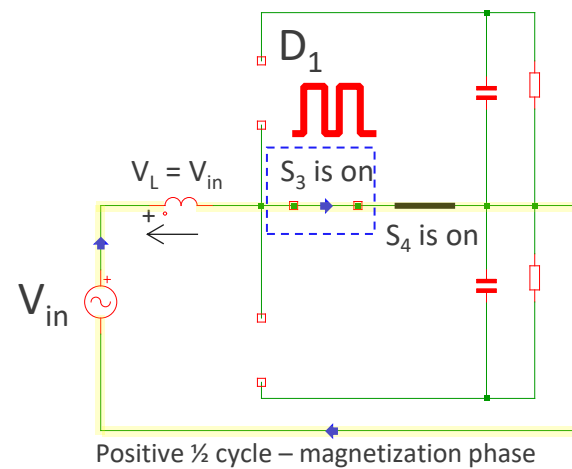 D1
VL = Vin
S3 is on
+
S4 is on
+
Vin
Positive ½ cycle – magnetization phase